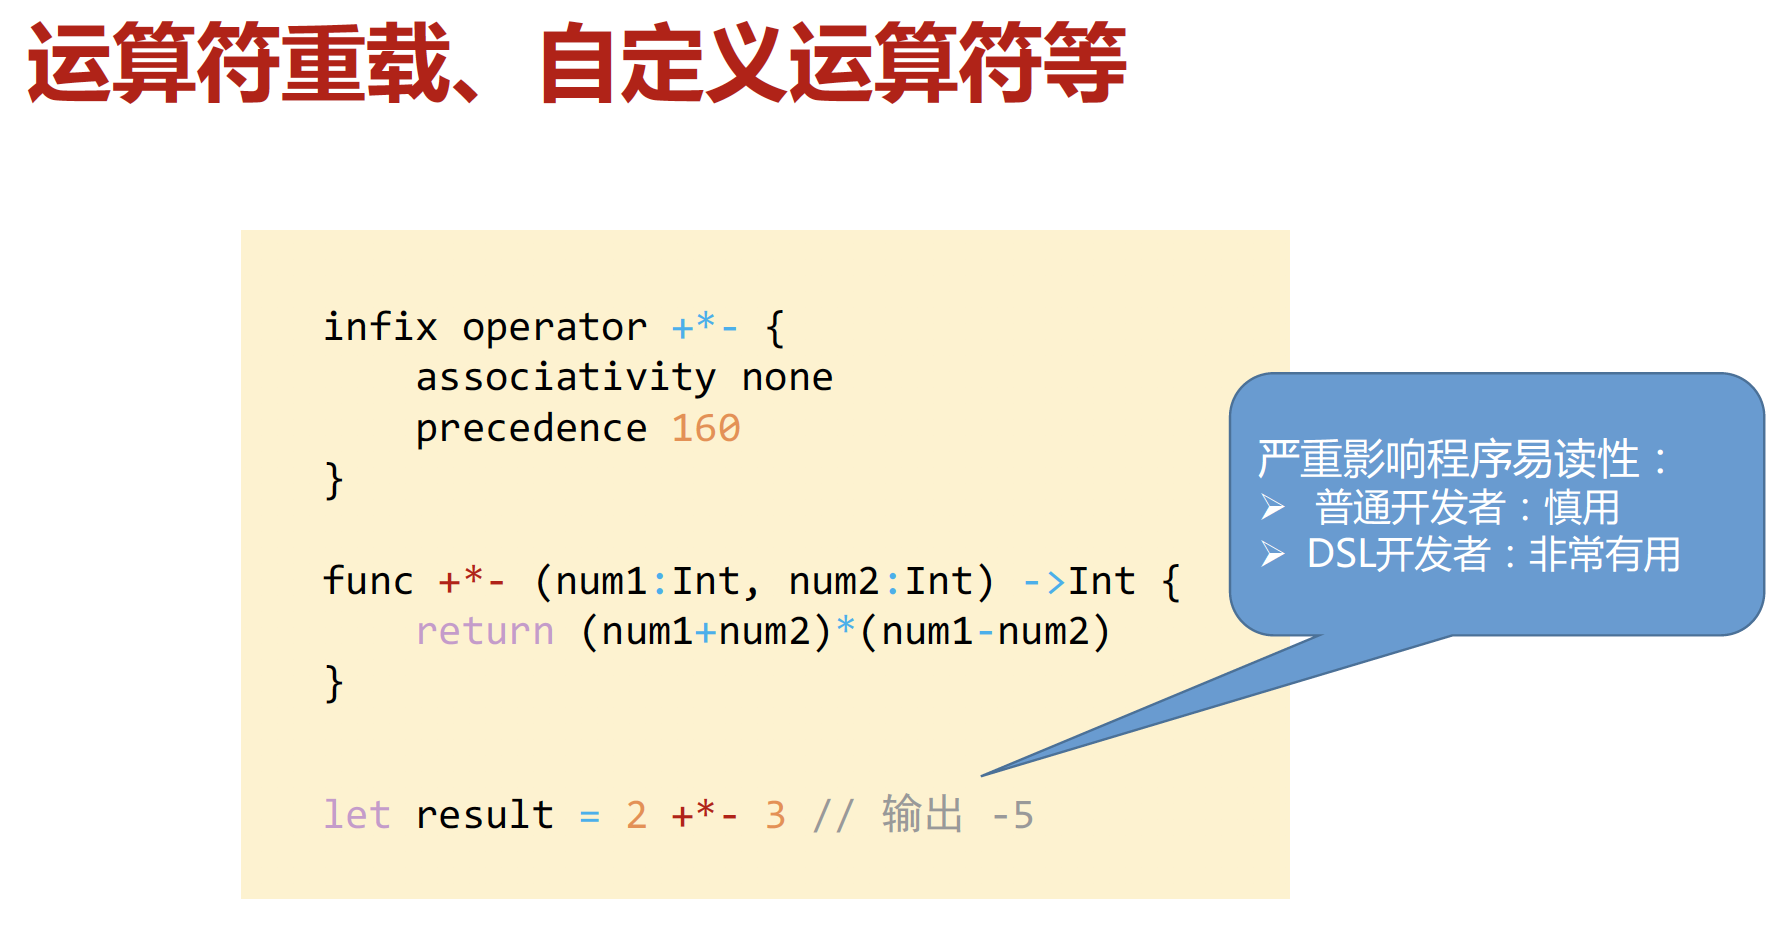 运算符重载、自定义运算符等
infix operator +*- {
    associativity none
    precedence 160
}
func +*- (num1:Int, num2:Int) ->Int {
    return (num1+num2)*(num1-num2)
}
let result = 2 +*- 3 // 输出 -5
严重影响程序易读性：
➢ 普通开发者：慎用
➢ DSL开发者：非常有用